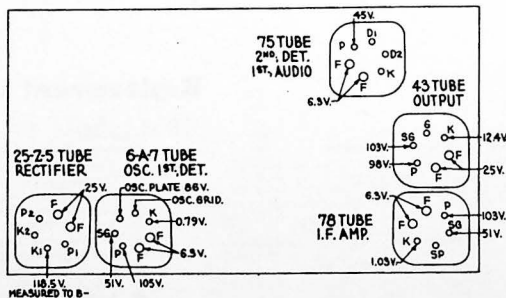 45V.
75 TUBE
2ND. DET.
1ST. AUDIO
P
D1
D2
K
F
F
6.3V.
43 TUBE
OUTPUT
G
SG
K
12.4V.
103V.
98V.
P
F
F
25V.
25-Z-5 TUBE
RECTIFIER
25V.
F
F
P2
K2
K1
P1
118.5V.
MEASURED TO B-
6-A-7 TUBE
OSC. 1ST. DET.
OSC. PLATE 86V.
OSC. GRID.
K
0.79V.
SG
F
F
6.3V.
P
51V.
105V.
78 TUBE
I.F. AMP.
6.3V.
F
F
P
103V.
SG
51V.
K
SP
1.03V.